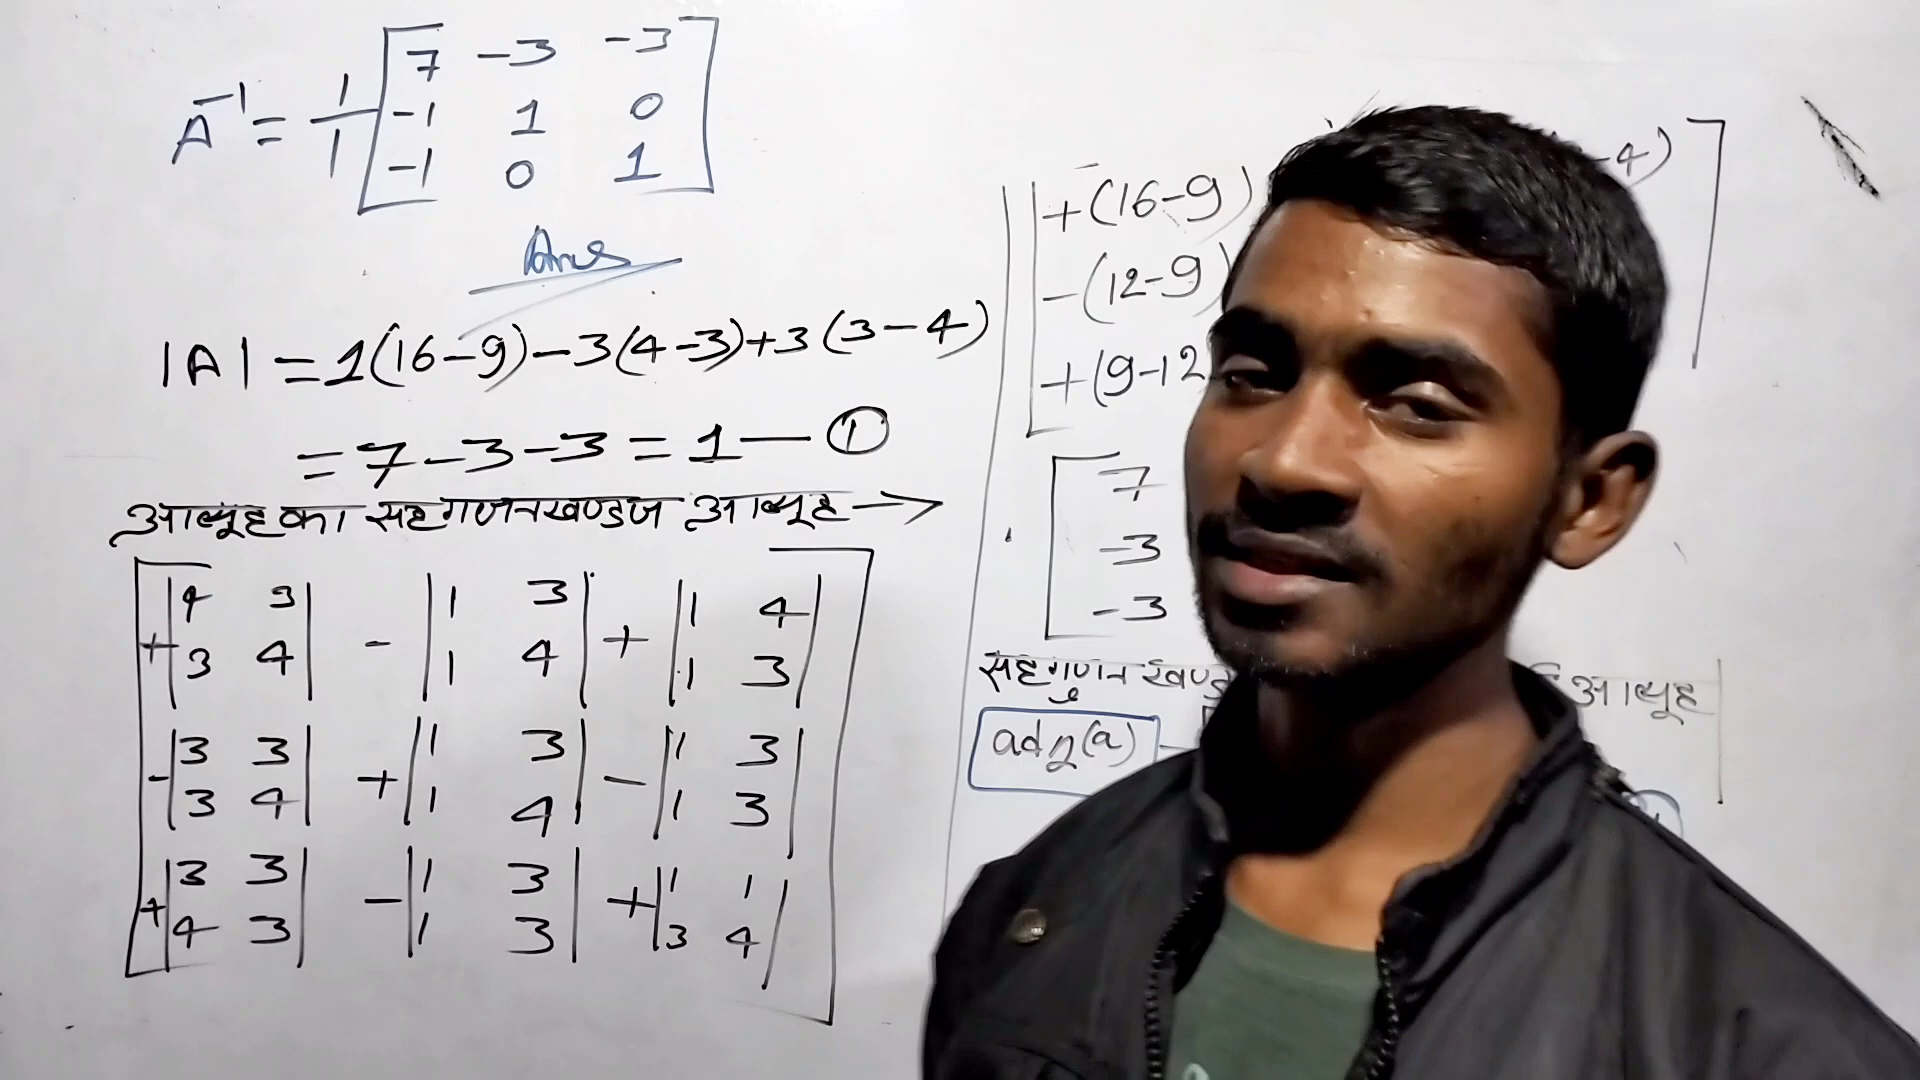 7 -3 -3
A⁻¹ = 1/1 -1 1 0
-1 0 1
Ans
|A| = 1(16-9)-3(4-3)+3(3-4)
= 7-3-3 = 1 — ①
आव्यूह का सहगणनखण्डज आव्यूह →
+|4 3| - |1 3| + |1 4|
|3 4| |1 4| |1 3|
-|3 3| + |1 3| - |1 3|
|3 4| |1 4| |1 3|
+|3 3| - |1 3| + |1 1|
|4 3| |1 3| |3 4|
+(16-9) -4)
-(12-9)
+(9-12
7
-3
-3
सहगुणन खण्ड आव्यूह
adj(a)